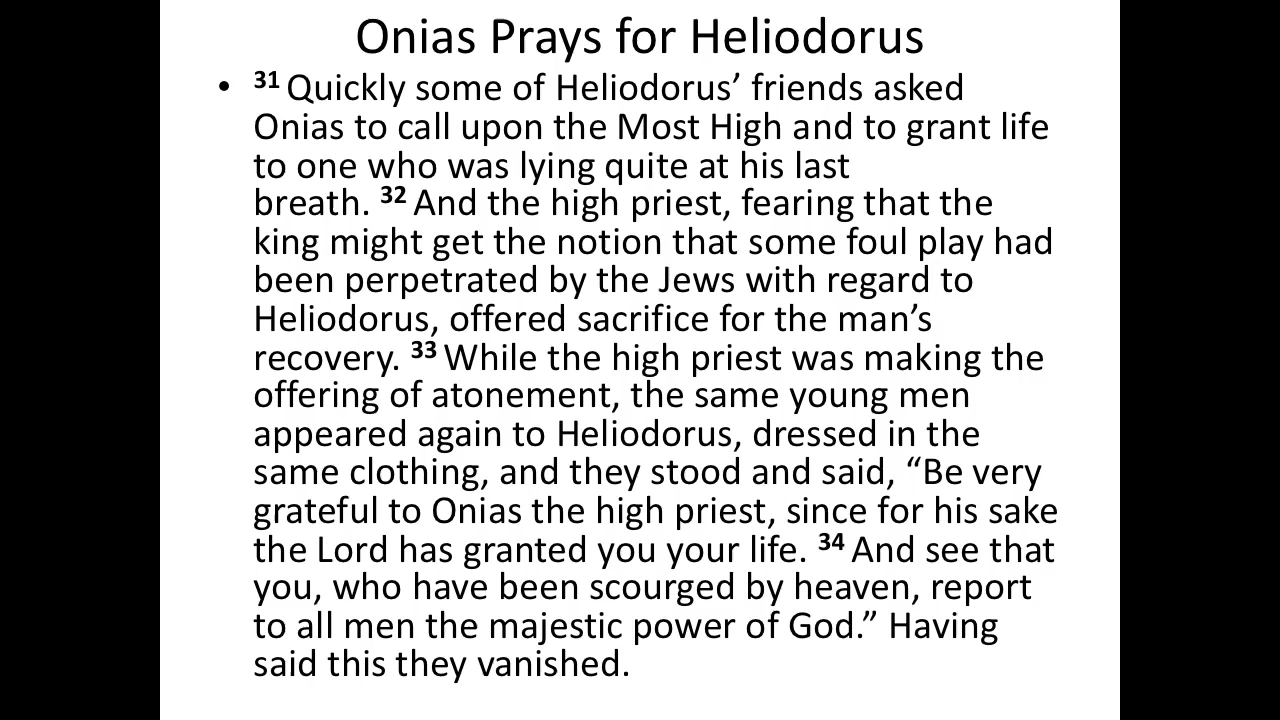 Onias Prays for Heliodorus
• 31 Quickly some of Heliodorus’ friends asked
Onias to call upon the Most High and to grant life
to one who was lying quite at his last
breath. 32 And the high priest, fearing that the
king might get the notion that some foul play had
been perpetrated by the Jews with regard to
Heliodorus, offered sacrifice for the man’s
recovery. 33 While the high priest was making the
offering of atonement, the same young men
appeared again to Heliodorus, dressed in the
same clothing, and they stood and said, “Be very
grateful to Onias the high priest, since for his sake
the Lord has granted you your life. 34 And see that
you, who have been scourged by heaven, report
to all men the majestic power of God.” Having
said this they vanished.